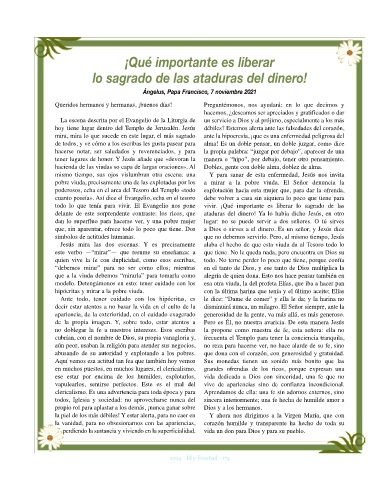 ¡Qué importante es liberar
lo sagrado de las ataduras del dinero!
Ángelus, Papa Francisco, 7 noviembre 2021
Queridos hermanos y hermanas, ¡buenos días!
La escena descrita por el Evangelio de la Liturgia de
hoy tiene lugar dentro del Templo de Jerusalén. Jesús
mira, mira lo que sucede en este lugar, el más sagrado
de todos, y ve cómo a los escribas les gusta pasear para
hacerse notar, ser saludados y reverenciados, y para
tener lugares de honor. Y Jesús añade que «devoran la
hacienda de las viudas so capa de largas oraciones». Al
mismo tiempo, sus ojos vislumbran otra escena: una
pobre viuda, precisamente una de las explotadas por los
poderosos, echa en el arca del Tesoro del Templo «todo
cuanto poseía». Así dice el Evangelio, echa en el tesoro
todo lo que tenía para vivir. El Evangelio nos pone
delante de este sorprendente contraste: los ricos, que
dan lo superfluo para hacerse ver, y una pobre mujer
que, sin aparentar, ofrece todo lo poco que tiene. Dos
símbolos de actitudes humanas.
Jesús mira las dos escenas. Y es precisamente
este verbo —“mirar”— que resume su enseñanza: a
quien vive la fe con duplicidad, como esos escribas,
“debemos mirar” para no ser como ellos; mientras
que a la viuda debemos “mirarla” para tomarla como
modelo. Detengámonos en esto: tener cuidado con los
hipócritas y mirar a la pobre viuda.
Ante todo, tener cuidado con los hipócritas, es
decir estar atentos a no basar la vida en el culto de la
apariencia, de la exterioridad, en el cuidado exagerado
de la propia imagen. Y, sobre todo, estar atentos a
no doblegar la fe a nuestros intereses. Esos escribas
cubrían, con el nombre de Dios, su propia vanagloria y,
aún peor, usaban la religión para atender sus negocios,
abusando de su autoridad y explotando a los pobres.
Aquí vemos esa actitud tan fea que también hoy vemos
en muchos puestos, en muchos lugares, el clericalismo,
ese estar por encima de los humildes, explotarlos,
vapulearlos, sentirse perfectos. Esto es el mal del
clericalismo. Es una advertencia para toda época y para
todos, Iglesia y sociedad: no aprovecharse nunca del
propio rol para aplastar a los demás, ¡nunca ganar sobre
la piel de los más débiles! Y estar alerta, para no caer en
la vanidad, para no obsesionarnos con las apariencias,
perdiendo la sustancia y viviendo en la superficialidad.
Preguntémonos, nos ayudará: en lo que decimos y
hacemos, ¿deseamos ser apreciados y gratificados o dar
un servicio a Dios y al prójimo, especialmente a los más
débiles? Estemos alerta ante las falsedades del corazón,
ante la hipocresía, ¡que es una enfermedad peligrosa del
alma! Es un doble pensar, un doble juzgar, como dice
la propia palabra: “juzgar por debajo”, aparecer de una
manera e “hipo”, por debajo, tener otro pensamiento.
Dobles, gente con doble alma, doblez de alma.
Y para sanar de esta enfermedad, Jesús nos invita
a mirar a la pobre viuda. El Señor denuncia la
explotación hacia esta mujer que, para dar la ofrenda,
debe volver a casa sin siquiera lo poco que tiene para
vivir. ¡Qué importante es liberar lo sagrado de las
ataduras del dinero! Ya lo había dicho Jesús, en otro
lugar: no se puede servir a dos señores. O tú sirves
a Dios o sirves a el dinero. Es un señor, y Jesús dice
que no debemos servirlo. Pero, al mismo tiempo, Jesús
alaba el hecho de que esta viuda da al Tesoro todo lo
que tiene. No le queda nada, pero encuentra en Dios su
todo. No teme perder lo poco que tiene, porque confía
en el tanto de Dios, y ese tanto de Dios multiplica la
alegría de quien dona. Esto nos hace pensar también en
esa otra viuda, la del profeta Elías, que iba a hacer pan
con la última harina que tenía y el último aceite; Elías
le dice: “Dame de comer” y ella le da; y la harina no
disminuirá nunca, un milagro. El Señor siempre, ante la
generosidad de la gente, va más allá, es más generoso.
Pero es Él, no nuestra avaricia. De esta manera Jesús
la propone como maestra de fe, esta señora: ella no
frecuenta el Templo para tener la conciencia tranquila,
no reza para hacerse ver, no hace alarde de su fe, sino
que dona con el corazón, con generosidad y gratuidad.
Sus monedas tienen un sonido más bonito que las
grandes ofrendas de los ricos, porque expresan una
vida dedicada a Dios con sinceridad, una fe que no
vive de apariencias sino de confianza incondicional.
Aprendamos de ella: una fe sin adornos externos, sino
sincera interiormente; una fe hecha de humilde amor a
Dios y a los hermanos.
Y ahora nos dirigimos a la Virgen María, que con
corazón humilde y transparente ha hecho de toda su
vida un don para Dios y para su pueblo.